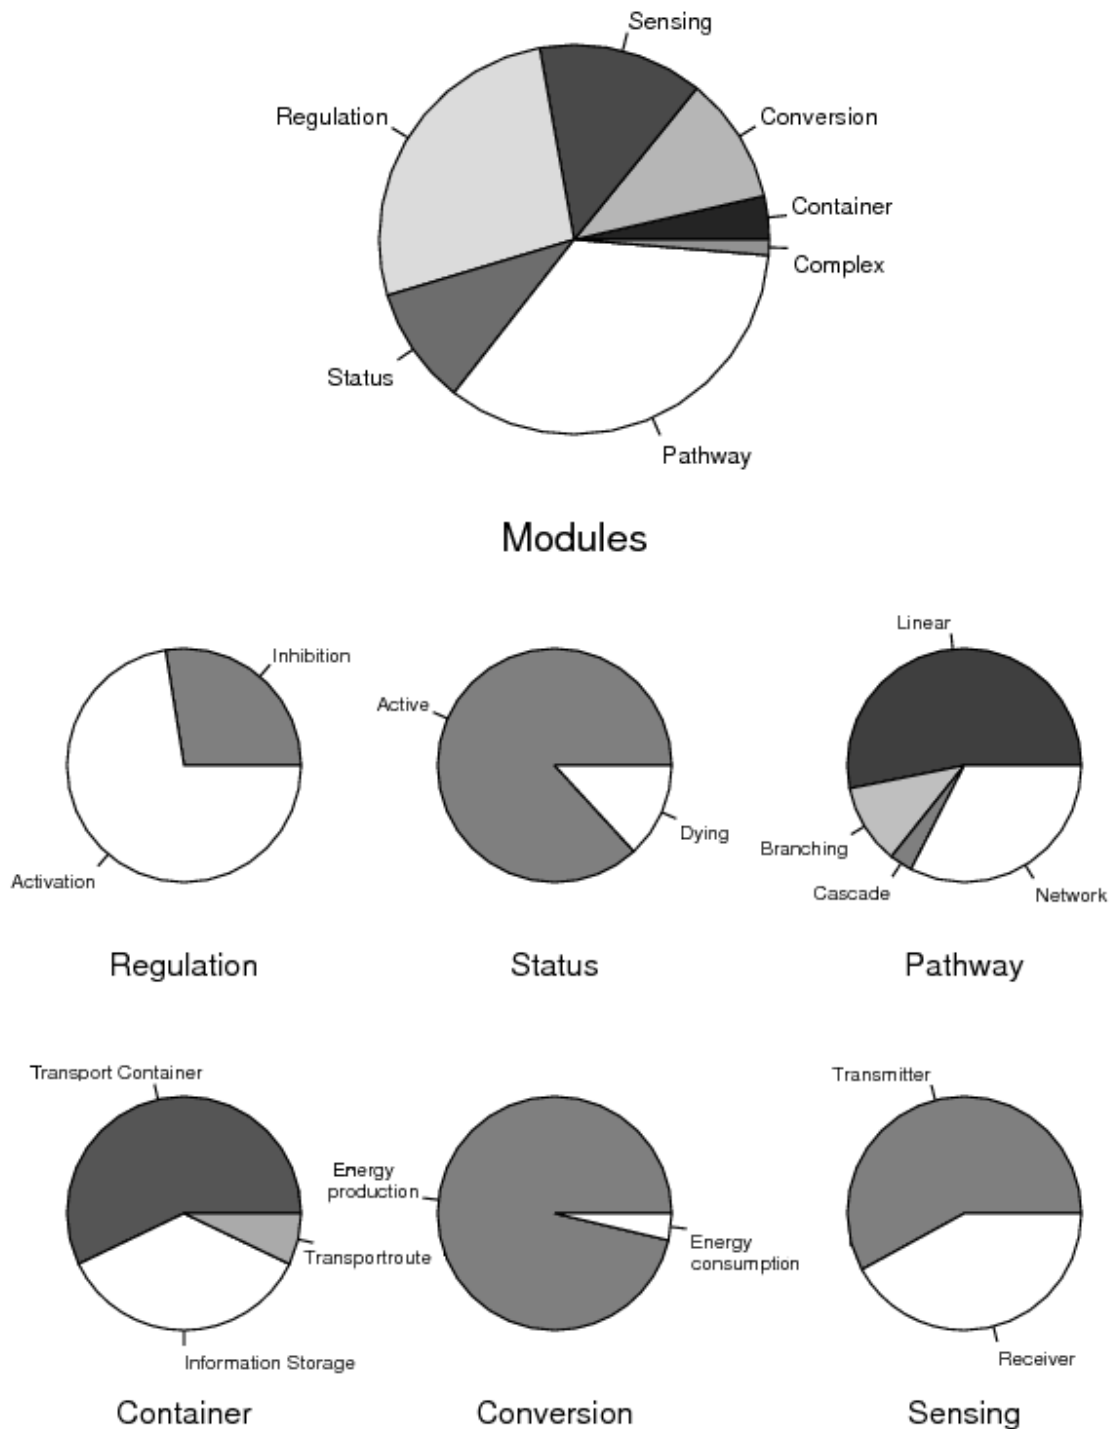 Sensing
Regulation
Conversion
Container
Complex
Status
Pathway
Modules
Linear
Inhibition
Active
Dying
Branching
Activation
Cascade
Network
Regulation
Status
Pathway
Transport Container
Transmitter
Energy
production
Energy
consumption
Transportroute
Information Storage
Receiver
Container
Conversion
Sensing